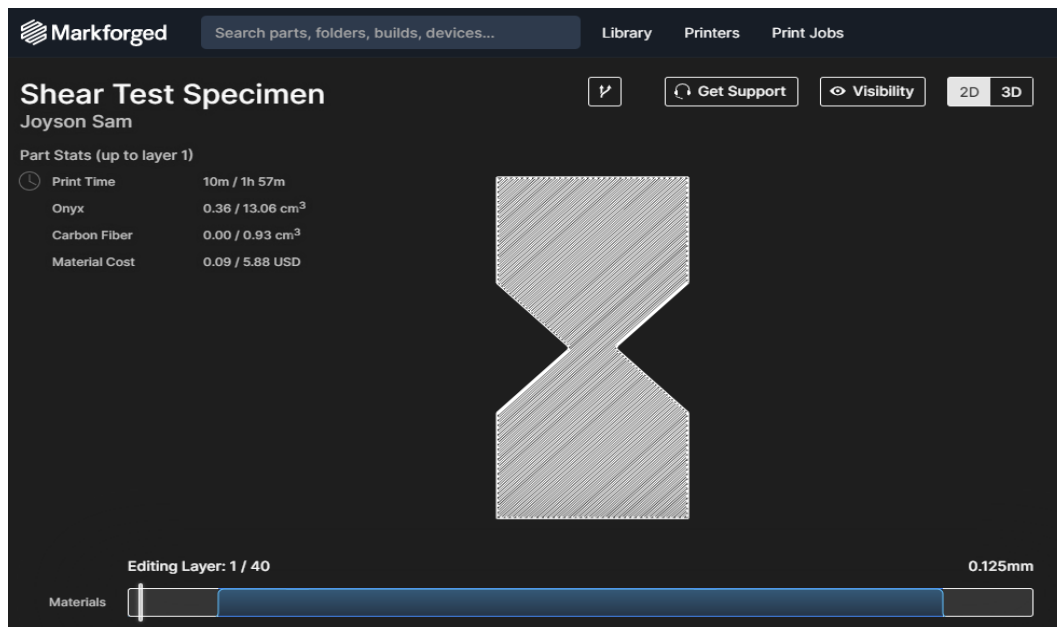 Markforged Search parts, folders, builds, devices... Library Printers Print Jobs
Shear Test Specimen Get Support Visibility 2D 3D
Joyson Sam
Part Stats (up to layer 1)
Print Time 10m / 1h 57m
Onyx 0.36 / 13.06 cm³
Carbon Fiber 0.00 / 0.93 cm³
Material Cost 0.09 / 5.88 USD
Editing Layer: 1 / 40 0.125mm
Materials